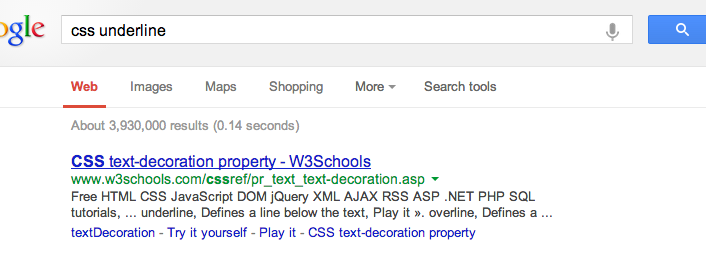 ogle
css underline
Web Images Maps Shopping More Search tools
About 3,930,000 results (0.14 seconds)
CSS text-decoration property - W3Schools
www.w3schools.com/cssref/pr_text_text-decoration.asp
Free HTML CSS JavaScript DOM jQuery XML AJAX RSS ASP .NET PHP SQL
tutorials, ... underline, Defines a line below the text, Play it ». overline, Defines a ...
textDecoration - Try it yourself - Play it - CSS text-decoration property